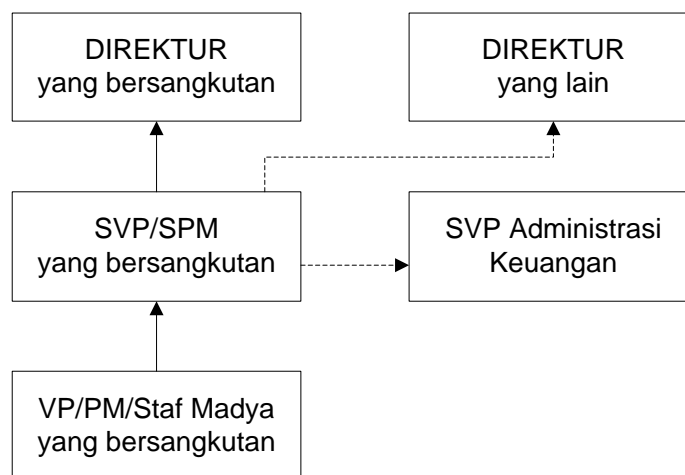 DIREKTUR
yang bersangkutan
DIREKTUR
yang lain
SVP/SPM
yang bersangkutan
SVP Administrasi
Keuangan
VP/PM/Staf Madya
yang bersangkutan